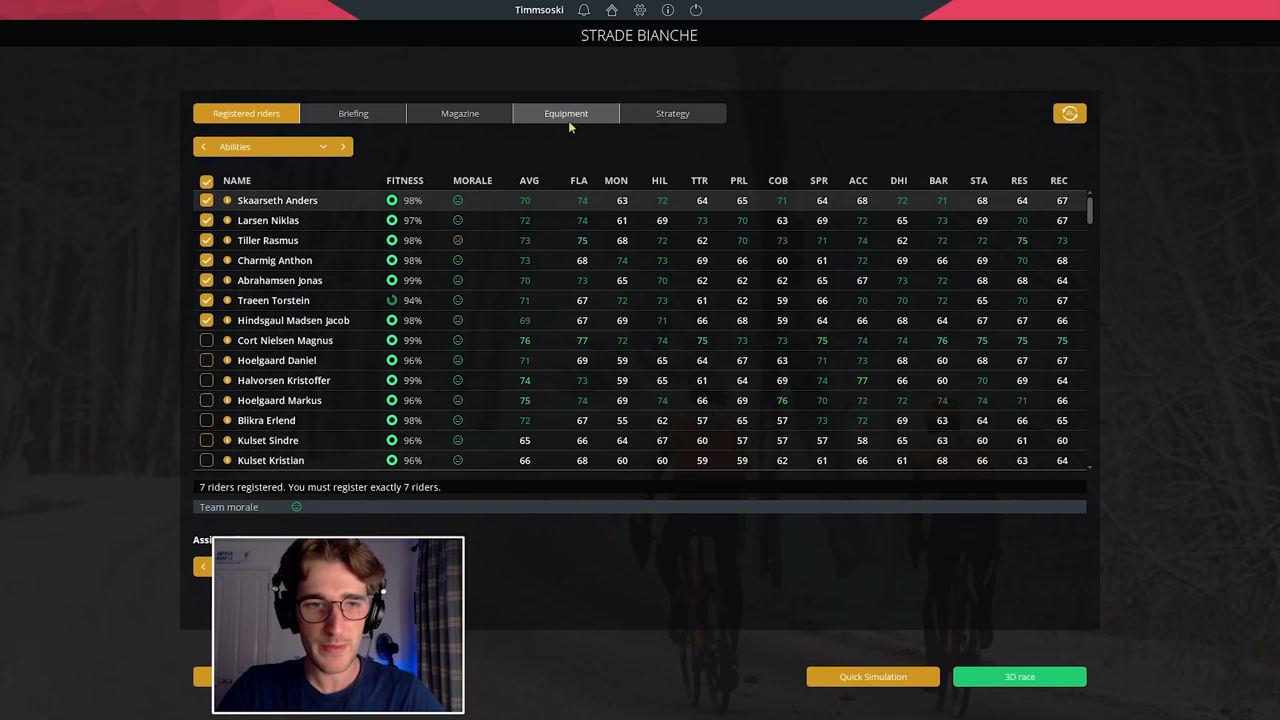 Timmsoski
STRADE BIANCHE
Registered riders Briefing Magazine Equipment Strategy
Abilities
NAME FITNESS MORALE AVG FLA MON HIL TTR PRL COB SPR ACC DHI BAR STA RES REC
Skaarseth Anders 98% 70 74 63 72 64 65 71 64 68 72 71 68 64 67
Larsen Niklas 97% 72 74 61 69 73 70 63 69 72 65 73 69 70 67
Tiller Rasmus 98% 73 75 68 72 62 70 73 71 74 62 72 72 75 73
Charmig Anthon 98% 73 68 74 73 69 66 60 61 72 69 66 69 70 68
Abrahamsen Jonas 99% 70 73 65 70 62 62 62 65 67 73 72 68 68 64
Traeen Torstein 94% 71 67 72 73 61 62 59 66 70 70 72 65 70 67
Hindsgaul Madsen Jacob 98% 69 67 69 71 66 68 59 64 66 68 64 67 67 66
Cort Nielsen Magnus 99% 76 77 72 74 75 73 73 75 74 74 76 75 75 75
Hoelgaard Daniel 96% 71 69 59 65 64 67 63 71 73 68 60 68 67 67
Halvorsen Kristoffer 99% 74 73 59 65 61 64 69 74 77 66 60 70 69 64
Hoelgaard Markus 96% 75 74 69 74 66 69 76 70 72 72 74 74 71 66
Blikra Erlend 98% 72 67 55 62 57 65 57 73 72 69 63 64 66 65
Kulset Sindre 96% 65 66 64 67 60 57 57 57 58 65 63 60 61 60
Kulset Kristian 96% 66 68 60 60 59 59 62 61 66 61 68 66 63 64
7 riders registered. You must register exactly 7 riders.
Team morale
Assi
Quick Simulation 3D race